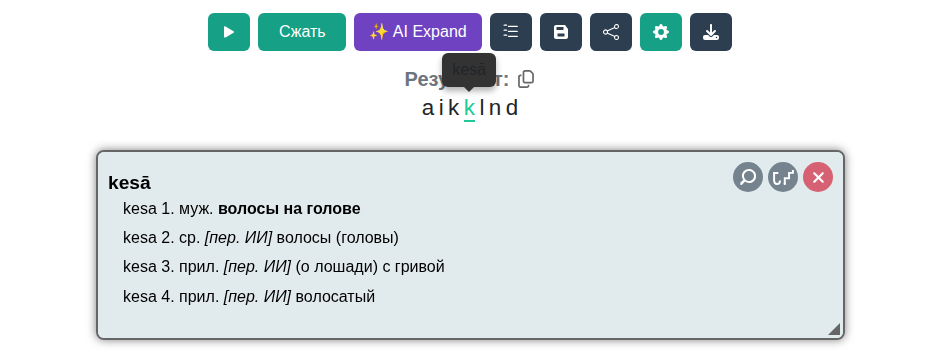 Сжать ✨ AI Expand
kesā
Резу т:
a i k k l n d
kesā
kesa 1. муж. волосы на голове
kesa 2. ср. [пер. ИИ] волосы (головы)
kesa 3. прил. [пер. ИИ] (о лошади) с гривой
kesa 4. прил. [пер. ИИ] волосатый